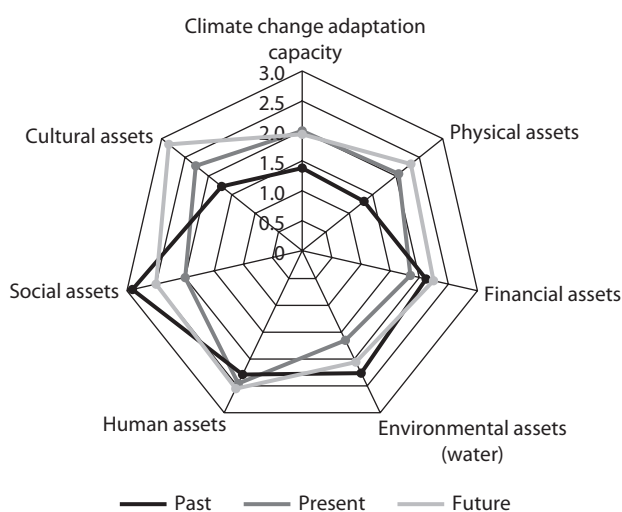 Climate change adaptation
capacity
3.0
2.5
2.0
1.5
1.0
0.5
0
Cultural assets
Physical assets
Social assets
Financial assets
Human assets
Environmental assets
(water)
Past Present Future